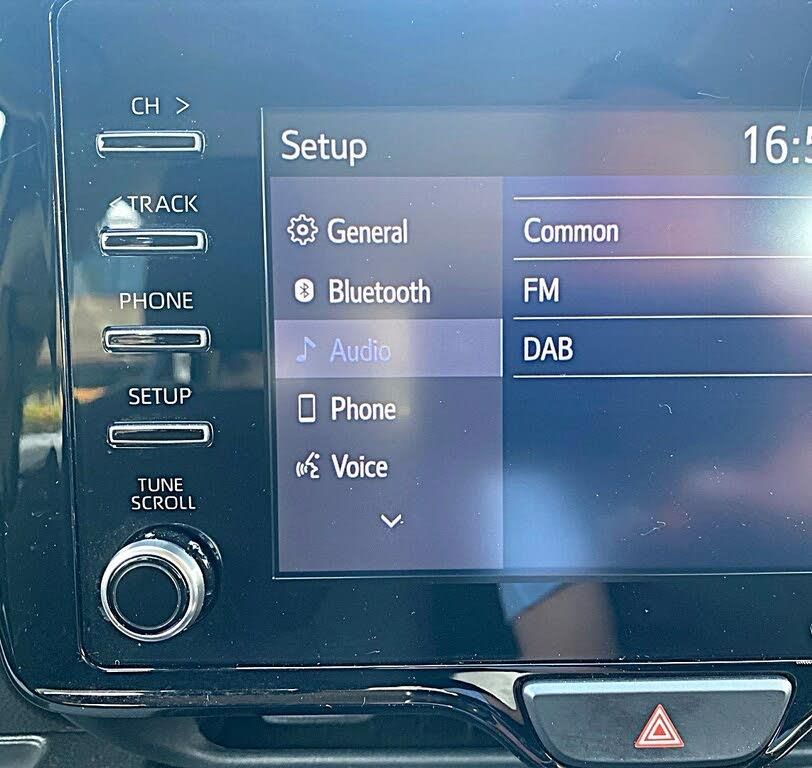 CH >
< TRACK
PHONE
SETUP
TUNE
SCROLL
Setup
16:5
General
Bluetooth
Audio
Phone
Voice
Common
FM
DAB